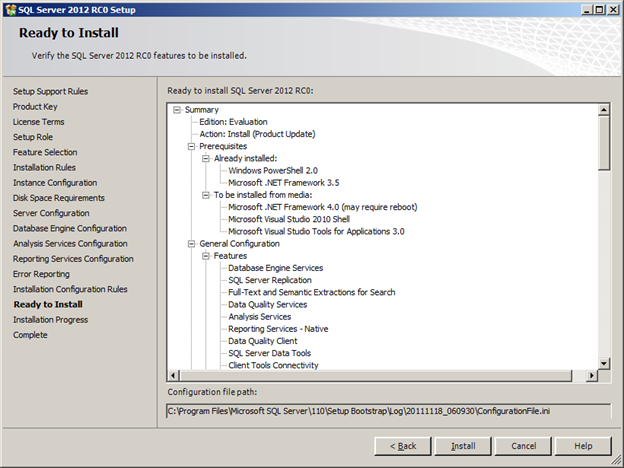 SQL Server 2012 RC0 Setup
Ready to Install
Verify the SQL Server 2012 RC0 features to be installed.
Setup Support Rules
Product Key
License Terms
Setup Role
Feature Selection
Installation Rules
Instance Configuration
Disk Space Requirements
Server Configuration
Database Engine Configuration
Analysis Services Configuration
Reporting Services Configuration
Error Reporting
Installation Configuration Rules
Ready to Install
Installation Progress
Complete
Ready to install SQL Server 2012 RC0:
Summary
Edition: Evaluation
Action: Install (Product Update)
Prerequisites
Already installed:
Windows PowerShell 2.0
Microsoft .NET Framework 3.5
To be installed from media:
Microsoft .NET Framework 4.0 (may require reboot)
Microsoft Visual Studio 2010 Shell
Microsoft Visual Studio Tools for Applications 3.0
General Configuration
Features
Database Engine Services
SQL Server Replication
Full-Text and Semantic Extractions for Search
Data Quality Services
Analysis Services
Reporting Services - Native
Data Quality Client
SQL Server Data Tools
Client Tools Connectivity
Configuration file path:
C:\Program Files\Microsoft SQL Server\110\Setup Bootstrap\Log\20111118_060930\ConfigurationFile.ini
< Back
Install
Cancel
Help